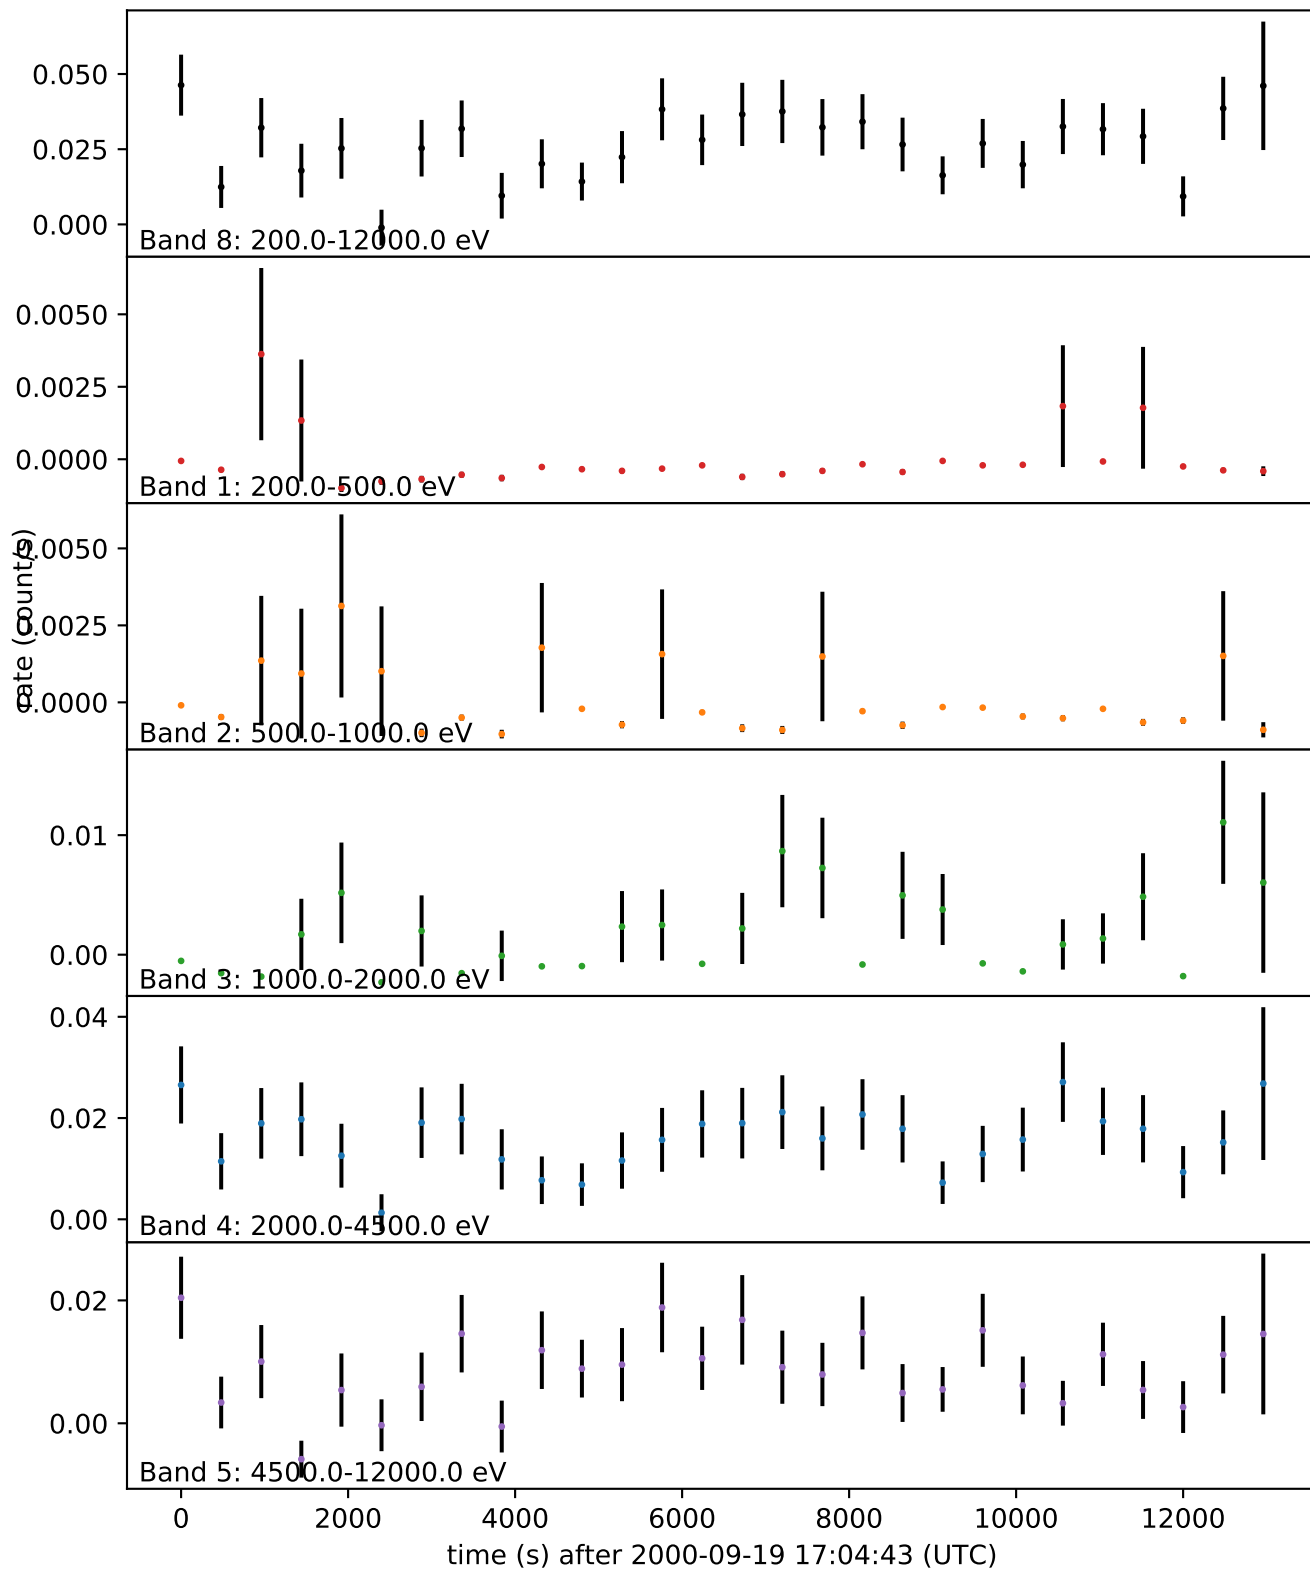 0.050
0.025
0.000
Band 8: 200.0-12000.0 eV
0.0050
0.0025
0.0000
Band 1: 200.0-500.0 eV
rate (count/s)
0.0050
0.0025
0.0000
Band 2: 500.0-1000.0 eV
0.01
0.00
Band 3: 1000.0-2000.0 eV
0.04
0.02
0.00
Band 4: 2000.0-4500.0 eV
0.02
0.00
Band 5: 4500.0-12000.0 eV
0 2000 4000 6000 8000 10000 12000
time (s) after 2000-09-19 17:04:43 (UTC)